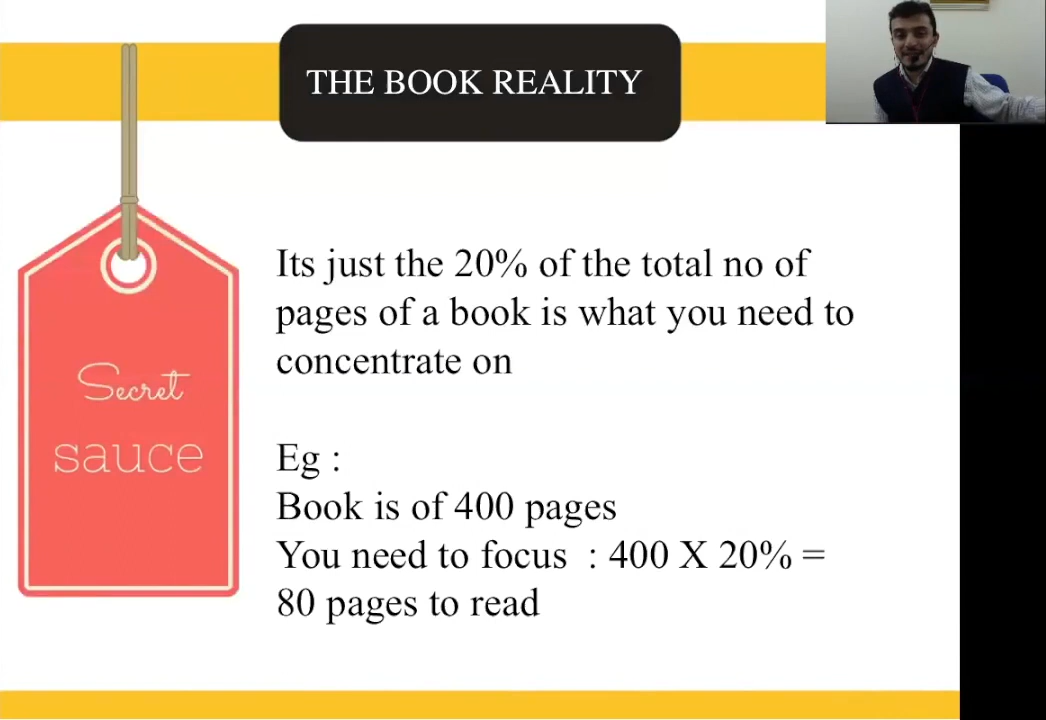 THE BOOK REALITY
Secret
sauce
Its just the 20% of the total no of
pages of a book is what you need to
concentrate on
Eg :
Book is of 400 pages
You need to focus  : 400 X 20% =
80 pages to read